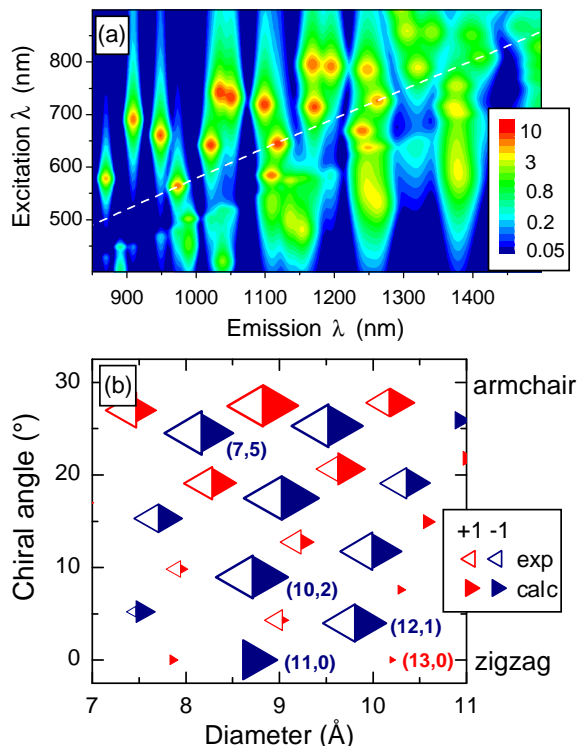 (a)
Excitation λ (nm)
800
700
600
500
10
3
0.8
0.2
0.05
900 1000 1100 1200 1300 1400
Emission λ (nm)
(b)
Chiral angle (°)
30
20
10
0
armchair
(7,5)
+1 -1
exp
calc
(10,2)
(12,1)
(11,0)
(13,0)
zigzag
7 8 9 10 11
Diameter (Å)